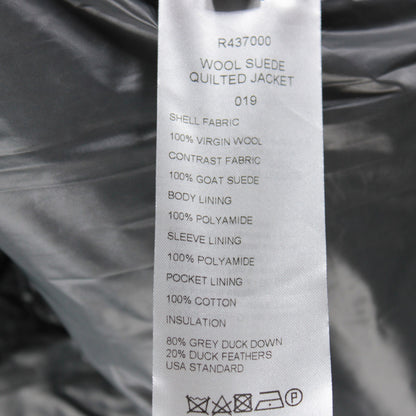 R437000
WOOL SUEDE
QUILTED JACKET
019
SHELL FABRIC
100% VIRGIN WOOL
CONTRAST FABRIC
100% GOAT SUEDE
BODY LINING
100% POLYAMIDE
SLEEVE LINING
100% POLYAMIDE
POCKET LINING
100% COTTON
INSULATION
80% GREY DUCK DOWN
20% DUCK FEATHERS
USA STANDARD
P